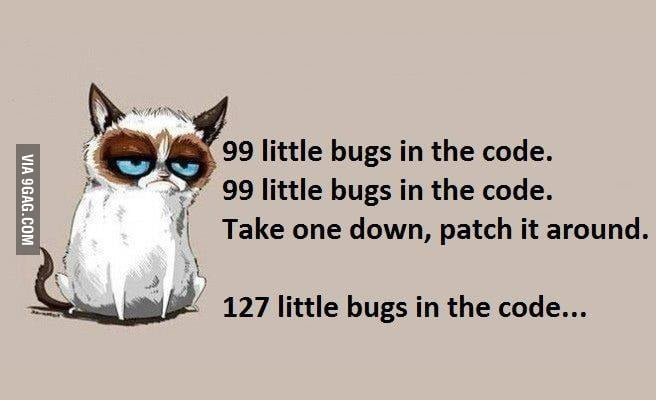 VIA 9GAG.COM
99 little bugs in the code.
99 little bugs in the code.
Take one down, patch it around.
127 little bugs in the code...